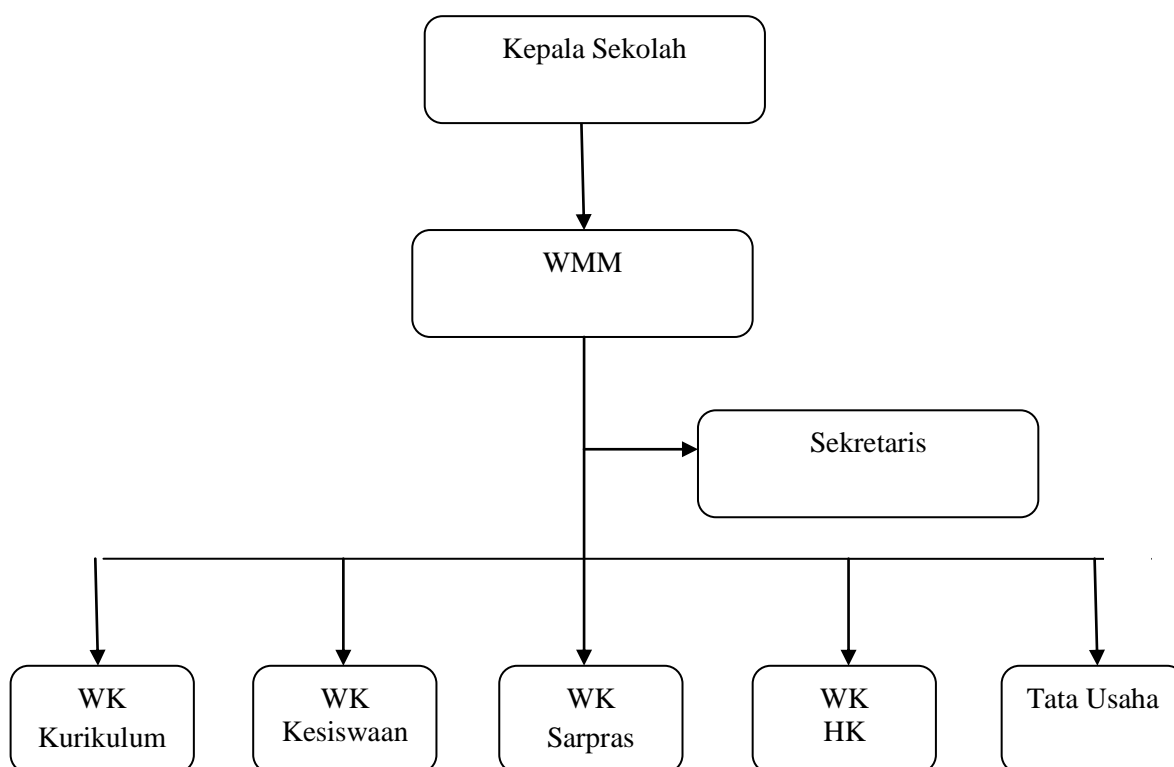 Kepala Sekolah
WMM
Sekretaris
WK
Kurikulum
WK
Kesiswaan
WK
Sarpras
WK
HK
Tata Usaha